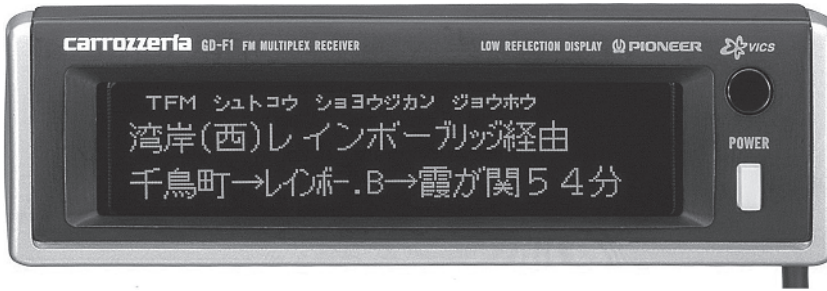 carrozzeria GD-F1 FM MULTIPLEX RECEIVER LOW REFLECTION DISPLAY PIONEER VICS
TFM シュトコウ ショヨウジカン ジョウホウ
湾岸(西)レインボーブリッジ経由
POWER
千鳥町→レインボー.B→霞が関54分